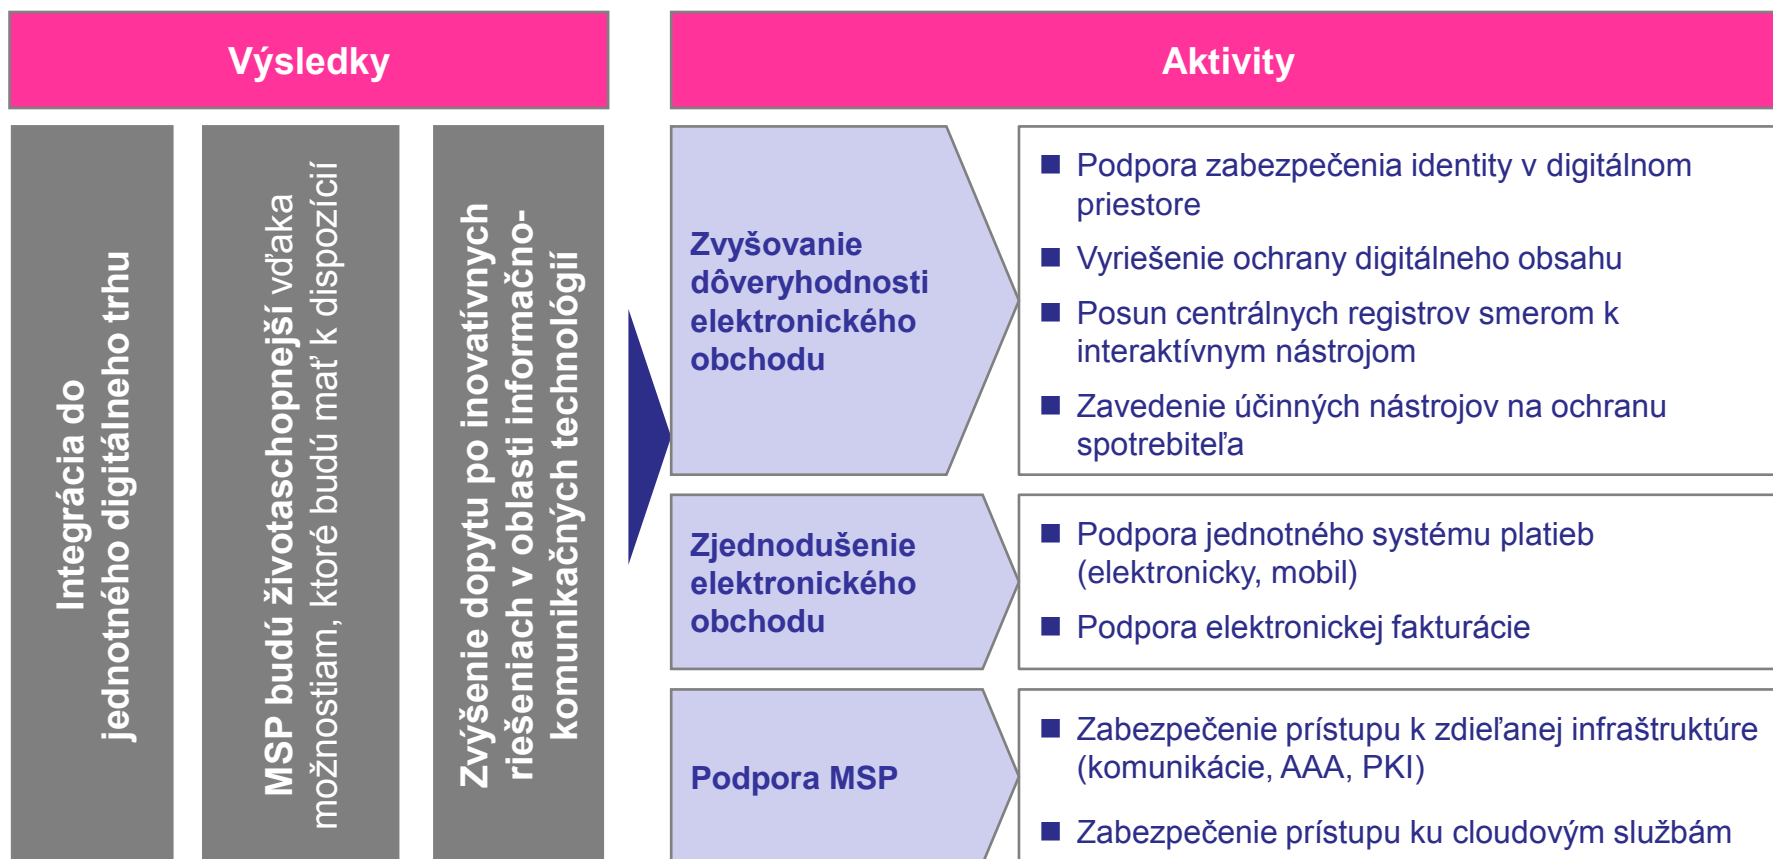 Výsledky
Integrácia do
jednotného digitálneho trhu
MSP budú životaschopnejší vďaka
možnostiam, ktoré budú mať k dispozícií
Zvýšenie dopytu po inovatívnych
riešeniach v oblasti informačno-
komunikačných technológií
Aktivity
Zvyšovanie
dôveryhodnosti
elektronického
obchodu
■ Podpora zabezpečenia identity v digitálnom
priestore
■ Vyriešenie ochrany digitálneho obsahu
■ Posun centrálnych registrov smerom k
interaktívnym nástrojom
■ Zavedenie účinných nástrojov na ochranu
spotrebiteľa
Zjednodušenie
elektronického
obchodu
■ Podpora jednotného systému platieb
(elektronicky, mobil)
■ Podpora elektronickej fakturácie
Podpora MSP
■ Zabezpečenie prístupu k zdieľanej infraštruktúre
(komunikácie, AAA, PKI)
■ Zabezpečenie prístupu ku cloudovým službám